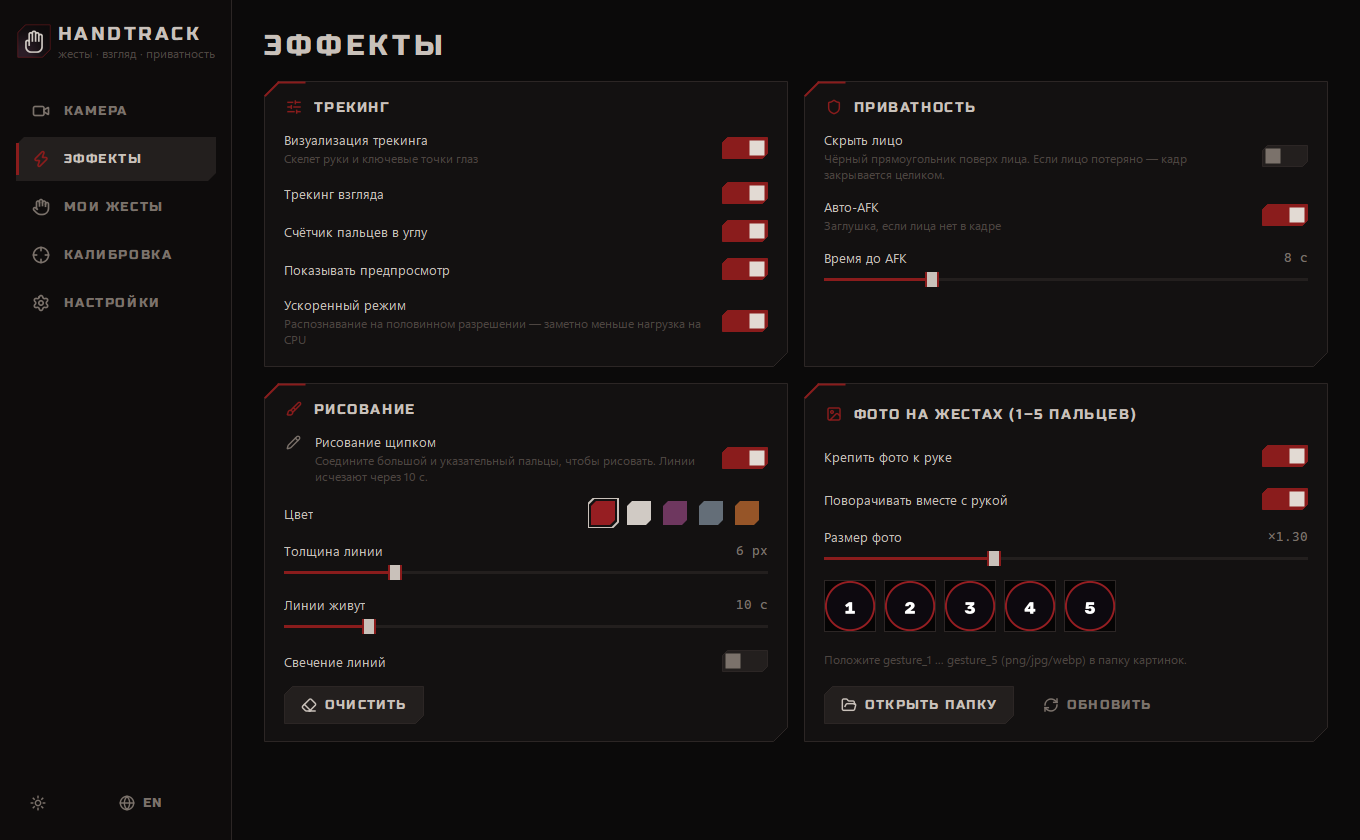 HANDTRACK
жесты · взгляд · приватность
КАМЕРА
ЭФФЕКТЫ
МОИ ЖЕСТЫ
КАЛИБРОВКА
НАСТРОЙКИ
EN
ЭФФЕКТЫ
ТРЕКИНГ
Визуализация трекинга
Скелет руки и ключевые точки глаз
Трекинг взгляда
Счётчик пальцев в углу
Показывать предпросмотр
Ускоренный режим
Распознавание на половинном разрешении — заметно меньше нагрузка на
CPU
ПРИВАТНОСТЬ
Скрыть лицо
Чёрный прямоугольник поверх лица. Если лицо потеряно — кадр
закрывается целиком.
Авто-AFK
Заглушка, если лица нет в кадре
Время до AFK
8 с
РИСОВАНИЕ
Рисование щипком
Соедините большой и указательный пальцы, чтобы рисовать. Линии
исчезают через 10 с.
Цвет
Толщина линии
6 px
Линии живут
10 с
Свечение линий
ОЧИСТИТЬ
ФОТО НА ЖЕСТАХ (1–5 ПАЛЬЦЕВ)
Крепить фото к руке
Поворачивать вместе с рукой
Размер фото
×1.30
1 2 3 4 5
Положите gesture_1 … gesture_5 (png/jpg/webp) в папку картинок.
ОТКРЫТЬ ПАПКУ
ОБНОВИТЬ